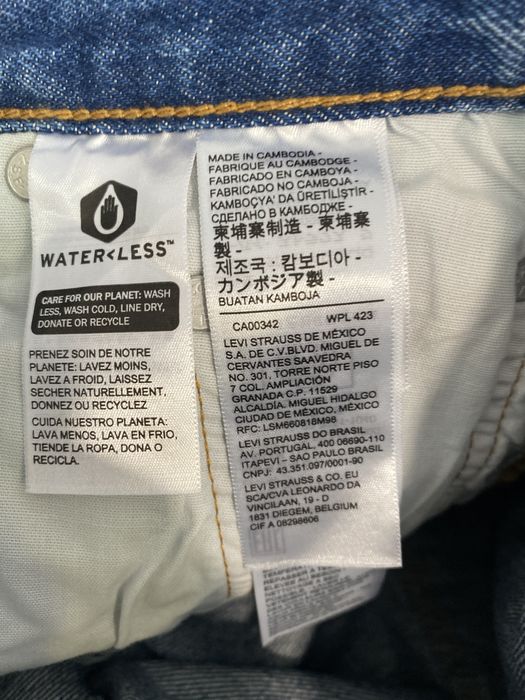 WATER<LESS™
CARE FOR OUR PLANET: WASH
LESS, WASH COLD, LINE DRY,
DONATE OR RECYCLE
PRENEZ SOIN DE NOTRE
PLANETE: LAVEZ MOINS,
LAVEZ A FROID, LAISSEZ
SECHER NATURELLEMENT,
DONNEZ OU RECYCLEZ
CUIDA NUESTRO PLANETA:
LAVA MENOS, LAVA EN FRIO,
TIENDE LA ROPA, DONA O
RECICLA.
MADE IN CAMBODIA -
FABRIQUE AU CAMBODGE -
FABRICADO EN CAMBOYA -
FABRICADO NO CAMBOJA -
KAMBOÇYA' DA ÜRETİLİŞTİR -
СДЕЛАНО В КАМБОДЖЕ -
柬埔寨制造 - 柬埔寨
製 -
제조국 : 캄보디아 -
カンボジア製 -
BUATAN KAMBOJA
CA00342 WPL 423
LEVI STRAUSS DE MÉXICO
S.A. DE C.V.BLVD. MIGUEL DE
CERVANTES SAAVEDRA
NO. 301, TORRE NORTE PISO
7 COL. AMPLIACIÓN
GRANADA C.P. 11529
ALCALDÍA, MIGUEL HIDALGO
CIUDAD DE MÉXICO, MÉXICO
RFC: LSM660818M98
LEVI STRAUSS DO BRASIL
AV. PORTUGAL, 400 06690-110
ITAPEVI - SAO PAULO BRASIL
CNPJ: 43.351.097/0001-90
LEVI STRAUSS & CO. EU
SCA/CVA LEONARDO DA
VINCILAAN, 19 - D
1831 DIEGEM, BELGIUM
CIF A 08298606
EAC